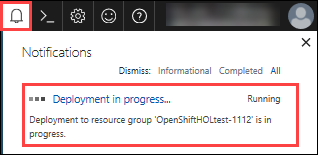 Notifications
Dismiss: Informational Completed All
Deployment in progress... Running
Deployment to resource group 'OpenShiftHOLtest-1112' is in
progress.